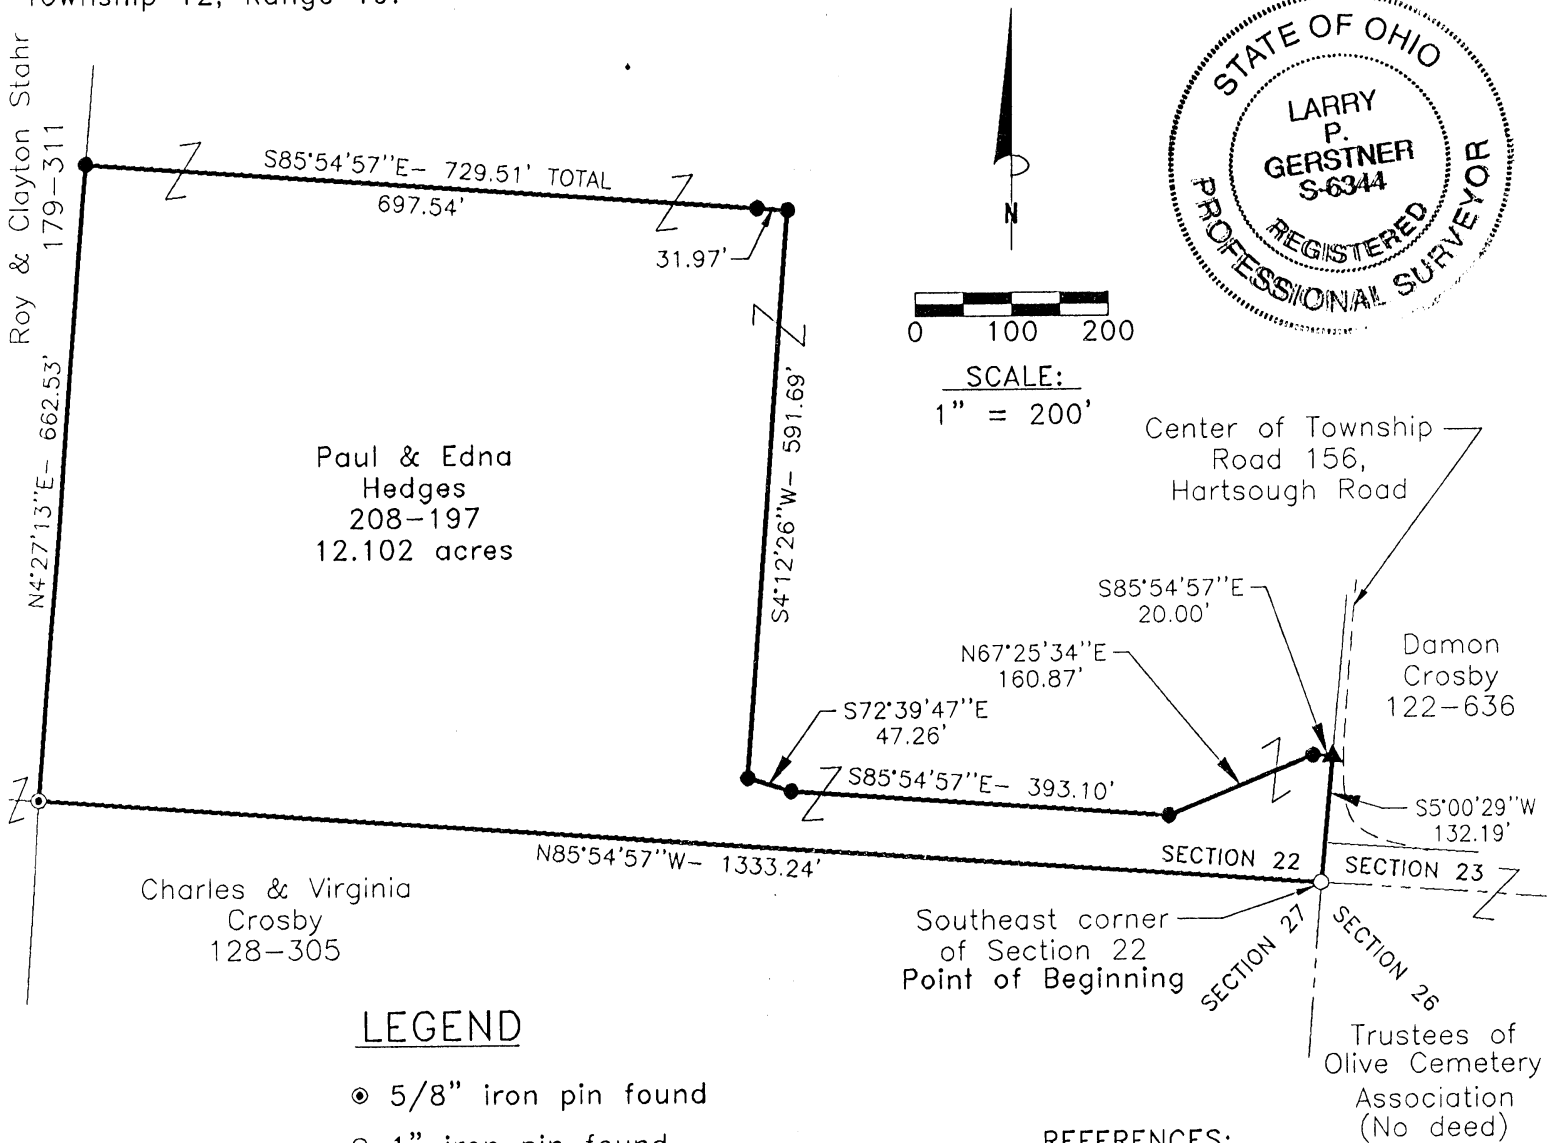 Township 12, Range 16.
Roy & Clayton Stahr
179-311
S85°54'57"E- 729.51' TOTAL
697.54'
31.97'
N4°27'13"E- 662.53'
Paul & Edna
Hedges
208-197
12.102 acres
S4°12'26"W- 591.69'
N
0 100 200
SCALE:
1" = 200'
STATE OF OHIO
LARRY
P.
GERSTNER
S-6344
REGISTERED
PROFESSIONAL SURVEYOR
Center of Township
Road 156,
Hartsough Road
S85°54'57"E
20.00'
N67°25'34"E
160.87'
Damon
Crosby
122-636
S72°39'47"E
47.26'
S85°54'57"E- 393.10'
S5°00'29"W
132.19'
N85°54'57"W- 1333.24'
SECTION 22
SECTION 23
Charles & Virginia
Crosby
128-305
Southeast corner
of Section 22
Point of Beginning
SECTION 27
SECTION 26
Trustees of
Olive Cemetery
Association
(No deed)
LEGEND
5/8" iron pin found
1" iron pin found
REFERENCES: